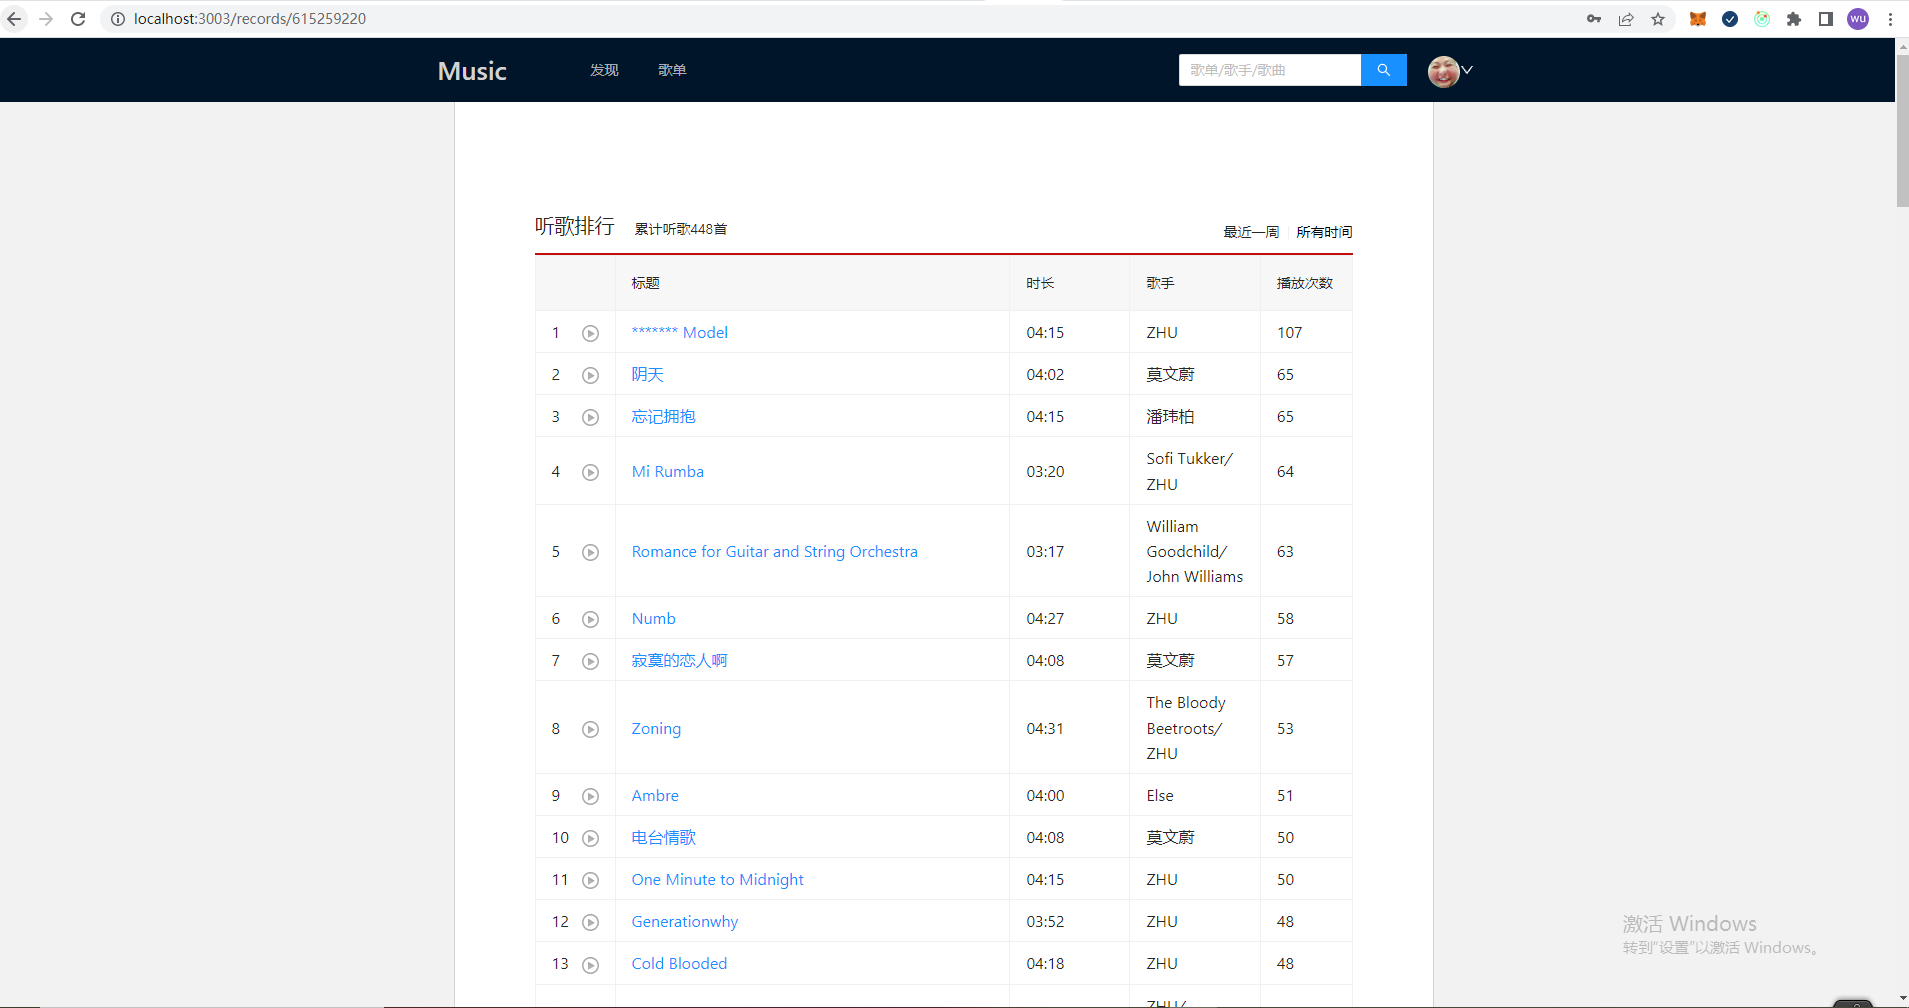 localhost:3003/records/615259220
wu
Music 发现 歌单 歌单/歌手/歌曲
听歌排行 累计听歌448首 最近一周 所有时间
标题 时长 歌手 播放次数
1 ******* Model 04:15 ZHU 107
2 阴天 04:02 莫文蔚 65
3 忘记拥抱 04:15 潘玮柏 65
4 Mi Rumba 03:20 Sofi Tukker/ 64
ZHU
5 Romance for Guitar and String Orchestra 03:17 William 63
Goodchild/
John Williams
6 Numb 04:27 ZHU 58
7 寂寞的恋人啊 04:08 莫文蔚 57
8 Zoning 04:31 The Bloody 53
Beetroots/
ZHU
9 Ambre 04:00 Else 51
10 电台情歌 04:08 莫文蔚 50
11 One Minute to Midnight 04:15 ZHU 50
12 Generationwhy 03:52 ZHU 48
13 Cold Blooded 04:18 ZHU 48
ZHU/
激活 Windows
转到"设置"以激活 Windows。